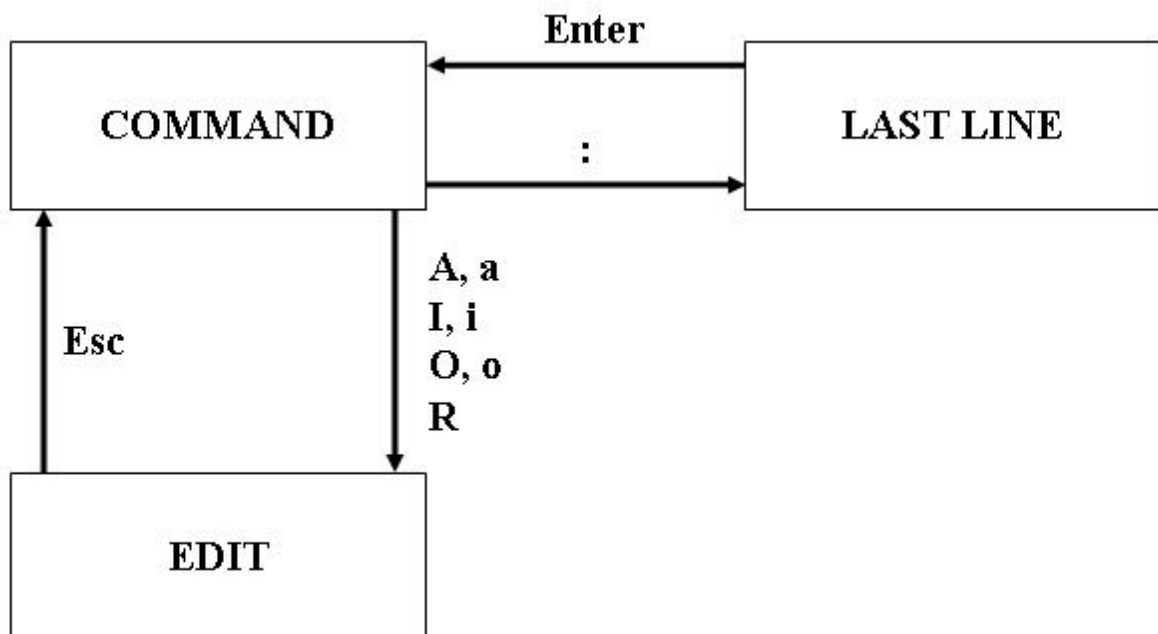 Enter
COMMAND
LAST LINE
:
A, a
I, i
O, o
R
Esc
EDIT